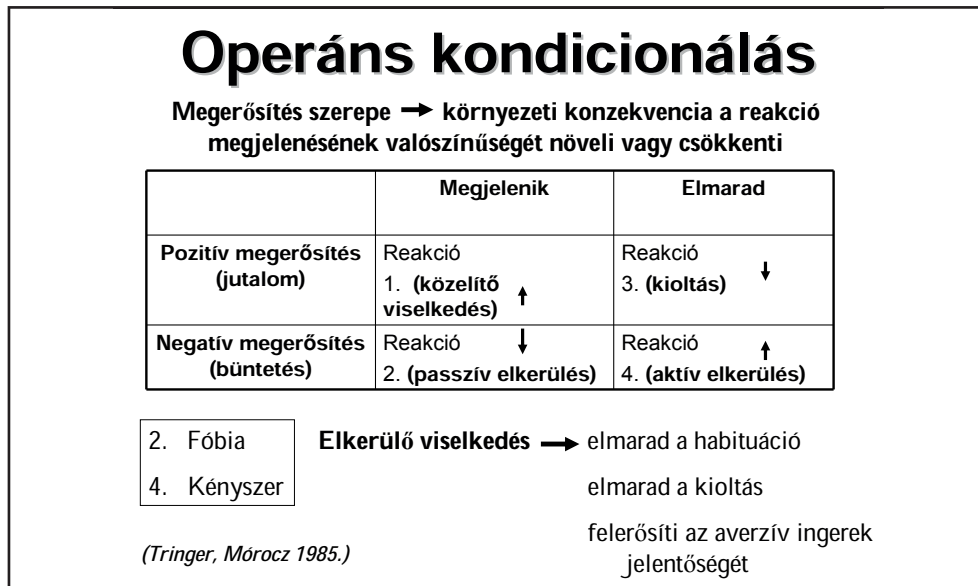 Operáns kondicionálás
Megerősítés szerepe → környezeti konzekvencia a reakció
megjelenésének valószínűségét növeli vagy csökkenti
Megjelenik
Elmarad
Pozitív megerősítés
(jutalom)
Reakció
1. (közelítő ↑
viselkedés)
Reakció ↓
3. (kioltás)
Negatív megerősítés
(büntetés)
Reakció ↓
2. (passzív elkerülés)
Reakció ↑
4. (aktív elkerülés)
2. Fóbia
4. Kényszer
Elkerülő viselkedés → elmarad a habituáció
elmarad a kioltás
felerősíti az averzív ingerek
jelentőségét
(Tringer, Mórocz 1985.)